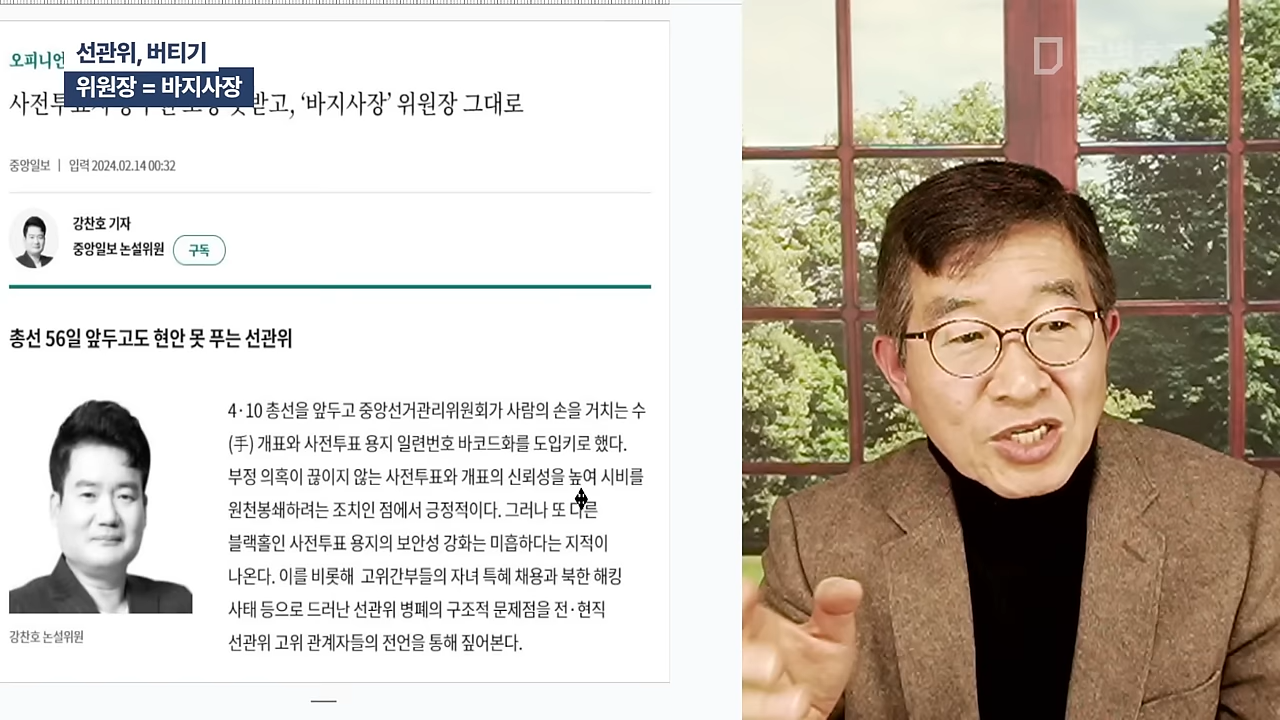 오피니언
선관위, 버티기
위원장 = 바지사장
사전투표 받고, ‘바지사장’ 위원장 그대로
중앙일보 | 입력 2024.02.14 00:32
강찬호 기자
중앙일보 논설위원 구독
총선 56일 앞두고도 현안 못 푸는 선관위
4·10 총선을 앞두고 중앙선거관리위원회가 사람의 손을 거치는 수
(手) 개표와 사전투표 용지 일련번호 바코드화를 도입키로 했다.
부정 의혹이 끊이지 않는 사전투표와 개표의 신뢰성을 높여 시비를
원천봉쇄하려는 조치인 점에서 긍정적이다. 그러나 또 다른
블랙홀인 사전투표 용지의 보안성 강화는 미흡하다는 지적이
나온다. 이를 비롯해 고위간부들의 자녀 특혜 채용과 북한 해킹
사태 등으로 드러난 선관위 병폐의 구조적 문제점을 전·현직
선관위 고위 관계자들의 전언을 통해 짚어본다.
강찬호 논설위원